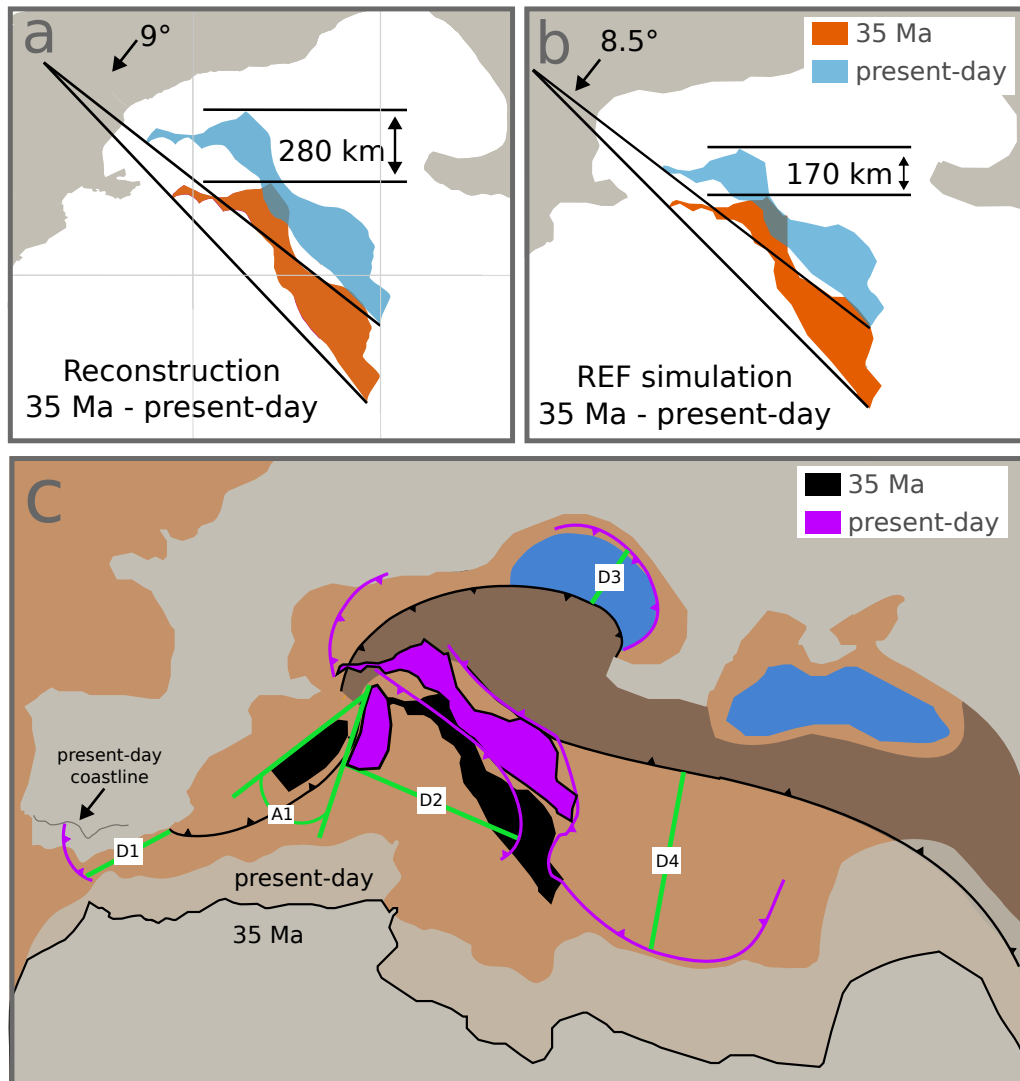 a
9°
280 km
Reconstruction
35 Ma - present-day
b
8.5°
35 Ma
present-day
170 km
REF simulation
35 Ma - present-day
c
35 Ma
present-day
D3
present-day
coastline
D2
A1
D1
D4
present-day
35 Ma